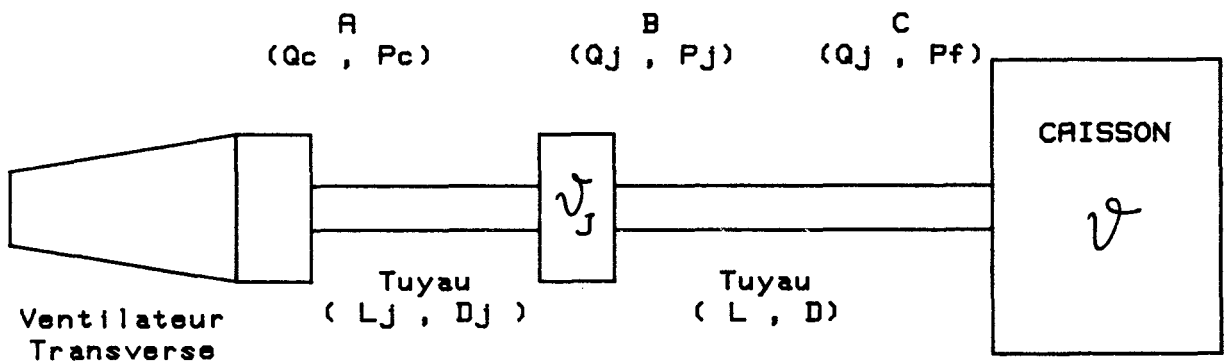 A
(Qc , Pc)
B
(Qj , Pj)
C
(Qj , Pf)
CAISSON
𝒱J
𝒱
Tuyau
( Lj , Dj )
Tuyau
( L , D)
Ventilateur
Transverse